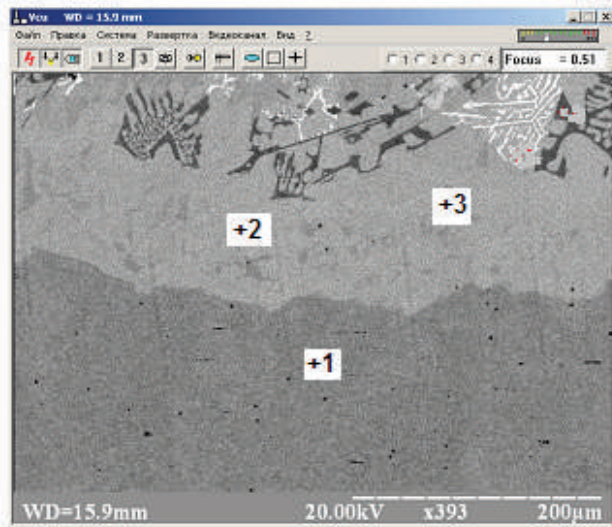 Vcu WD = 15.9 mm
Файл Правка Система Развертка Видеоканал Вид ?
1 2 3 1 2 3 4 Focus = 0.51
+3
+2
+1
WD=15.9mm 20.00kV x393 200µm